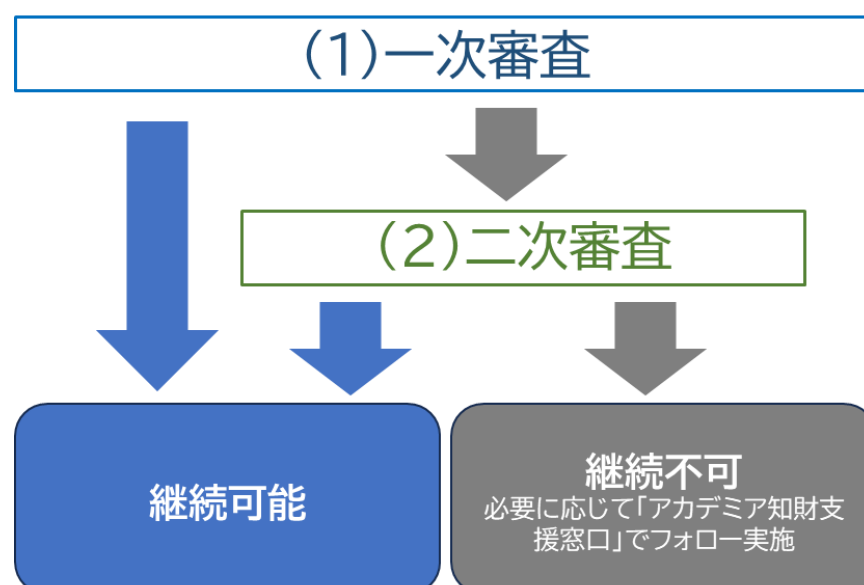 (1)一次審査
(2)二次審査
継続可能
継続不可
必要に応じて「アカデミア知財支
援窓口」でフォロー実施